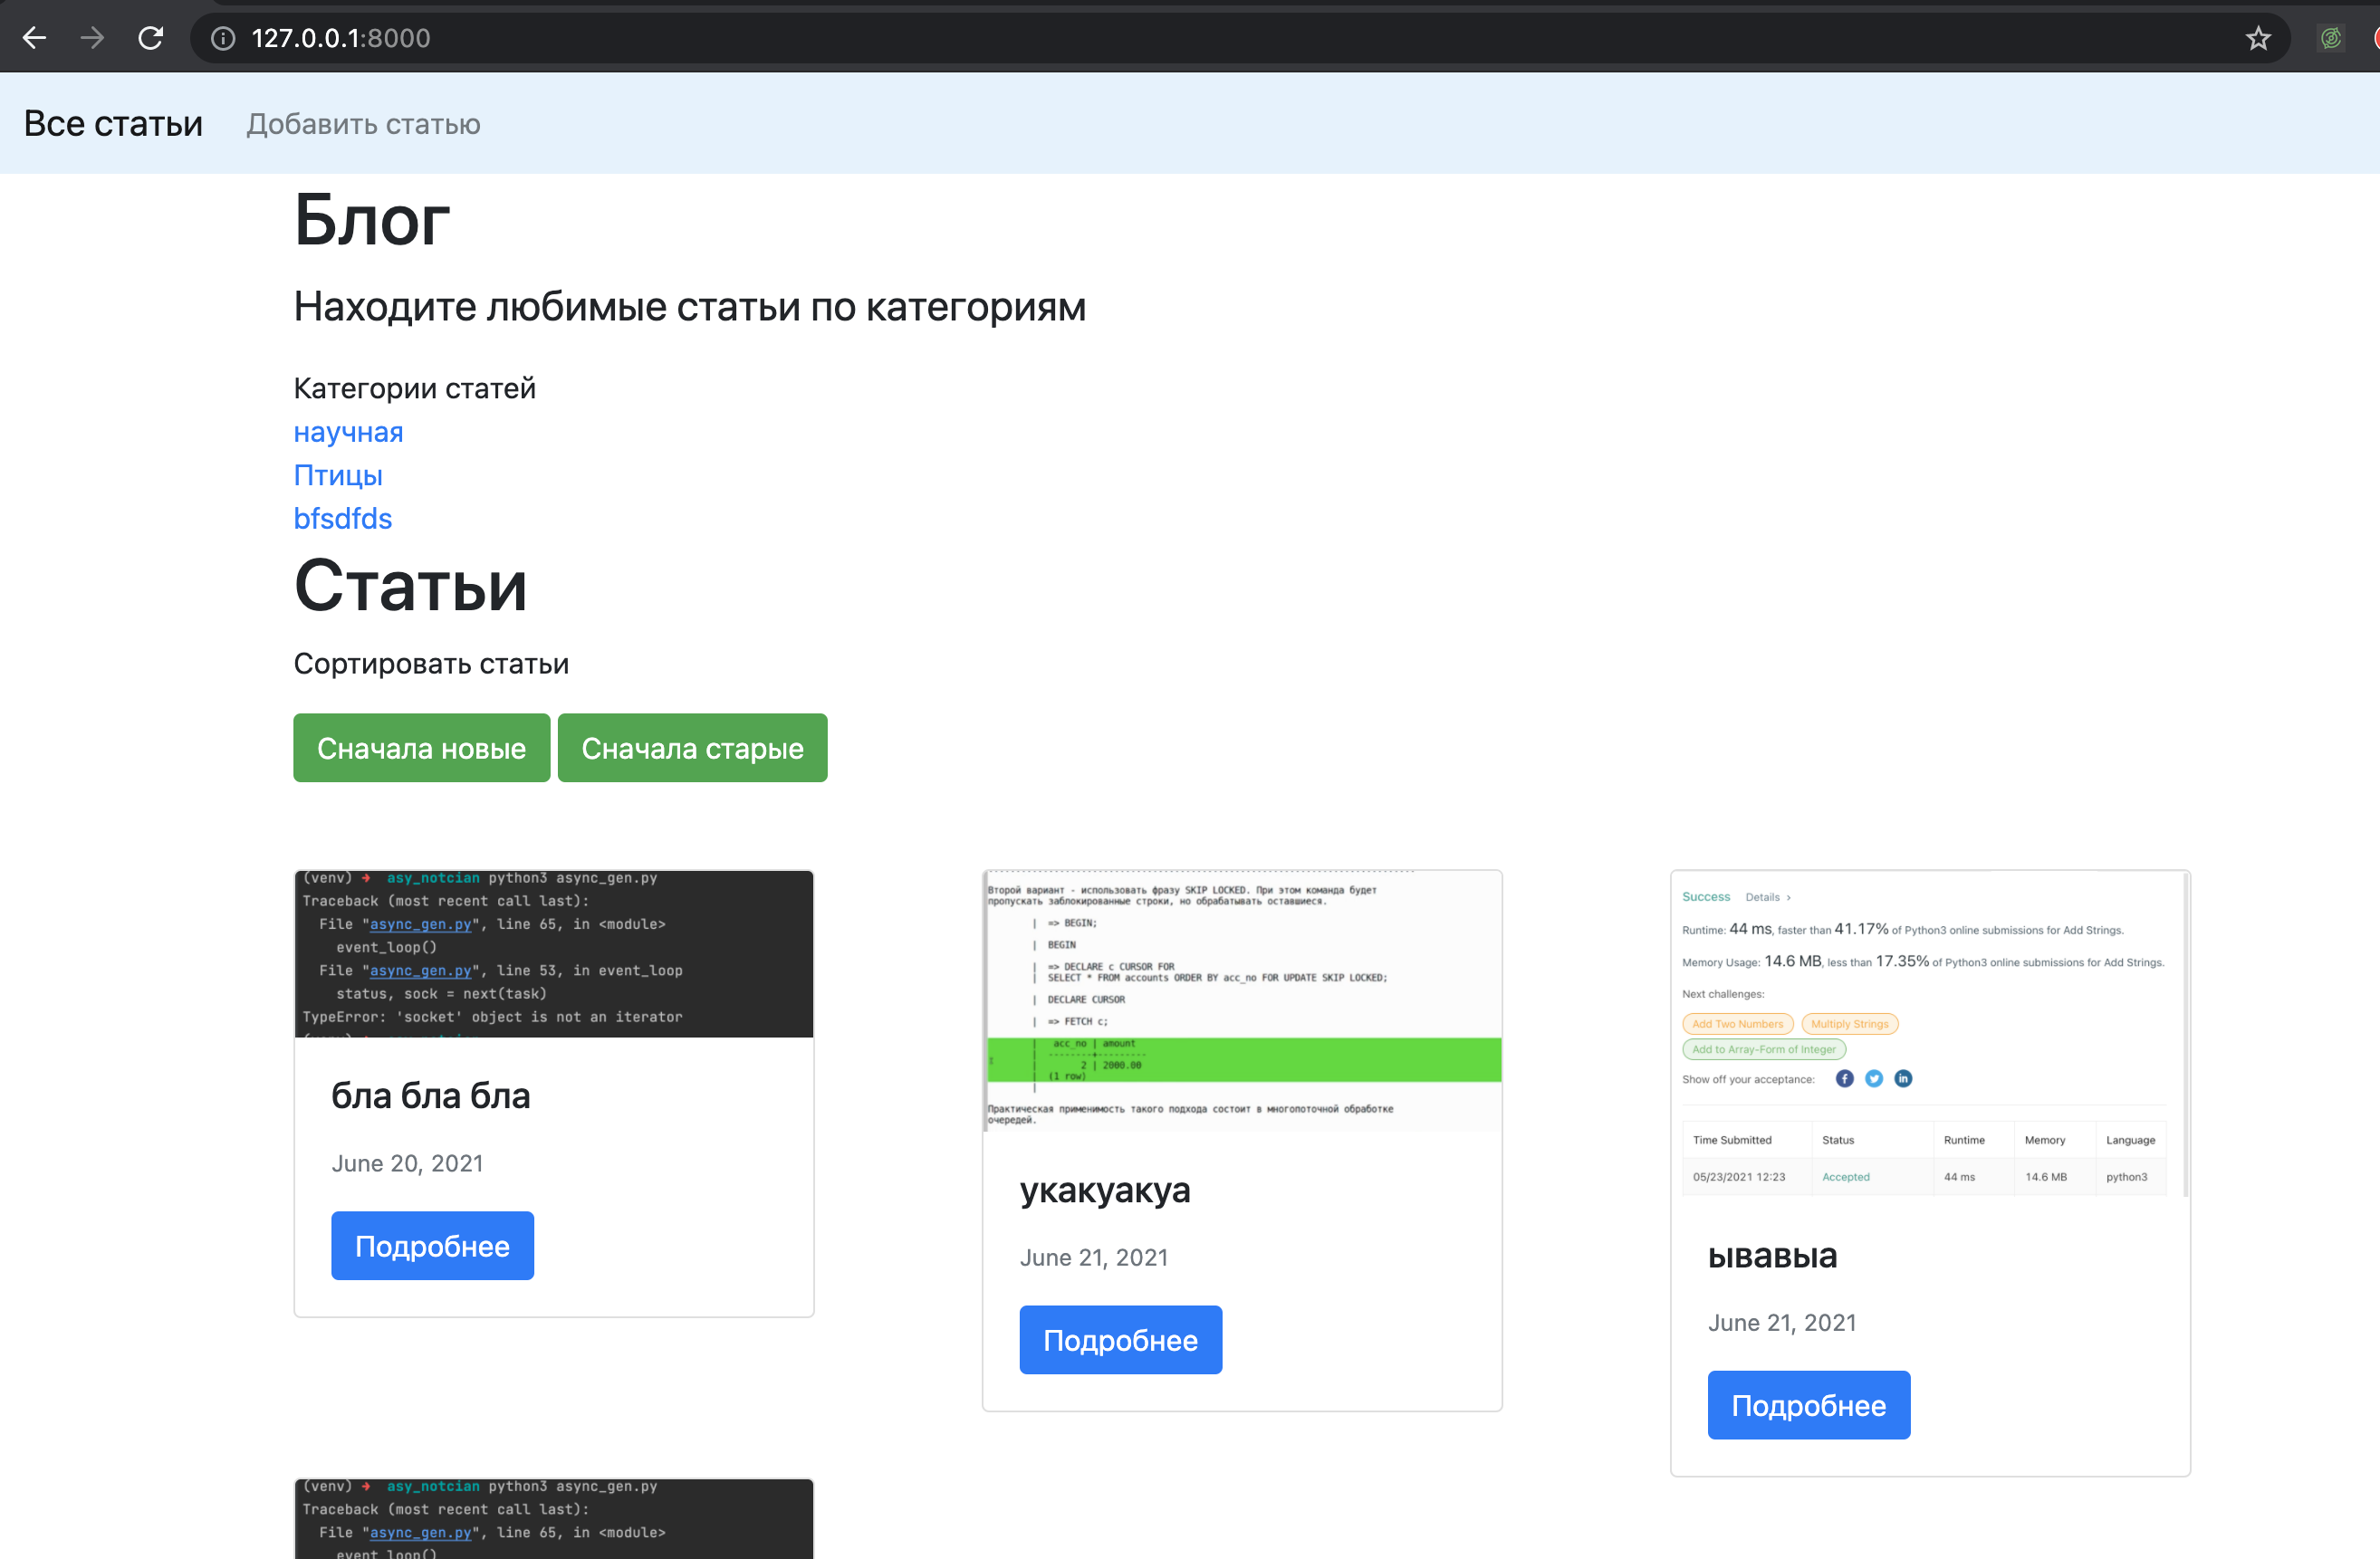 127.0.0.1:8000
Все статьи Добавить статью
Блог
Находите любимые статьи по категориям
Категории статей
научная
Птицы
bfsdfds
Статьи
Сортировать статьи
Сначала новые Сначала старые
(venv) → asy_notcian python3 async_gen.py
Traceback (most recent call last):
File "async_gen.py", line 65, in <module>
event_loop()
File "async_gen.py", line 53, in event_loop
status, sock = next(task)
TypeError: 'socket' object is not an iterator
бла бла бла
June 20, 2021
Подробнее
Второй вариант - использовать фразу SKIP LOCKED. При этом команда будет
пропускать заблокированные строки, но обрабатывать оставшиеся.
| => BEGIN;
| BEGIN
| => DECLARE c CURSOR FOR
| SELECT * FROM accounts ORDER BY acc_no FOR UPDATE SKIP LOCKED;
| DECLARE CURSOR
| => FETCH c;
| acc_no | amount
| --------+---------
| 2 | 2000.00
| (1 row)
|
Практическая применимость такого подхода состоит в многопоточной обработке
очередей.
укакуакуа
June 21, 2021
Подробнее
Success Details >
Runtime: 44 ms, faster than 41.17% of Python3 online submissions for Add Strings.
Memory Usage: 14.6 MB, less than 17.35% of Python3 online submissions for Add Strings.
Next challenges:
Add Two Numbers Multiply Strings
Add to Array-Form of Integer
Show off your acceptance:
Time Submitted Status Runtime Memory Language
05/23/2021 12:23 Accepted 44 ms 14.6 MB python3
ывавыа
June 21, 2021
Подробнее
(venv) → asy_notcian python3 async_gen.py
Traceback (most recent call last):
File "async_gen.py", line 65, in <module>
event_loop()